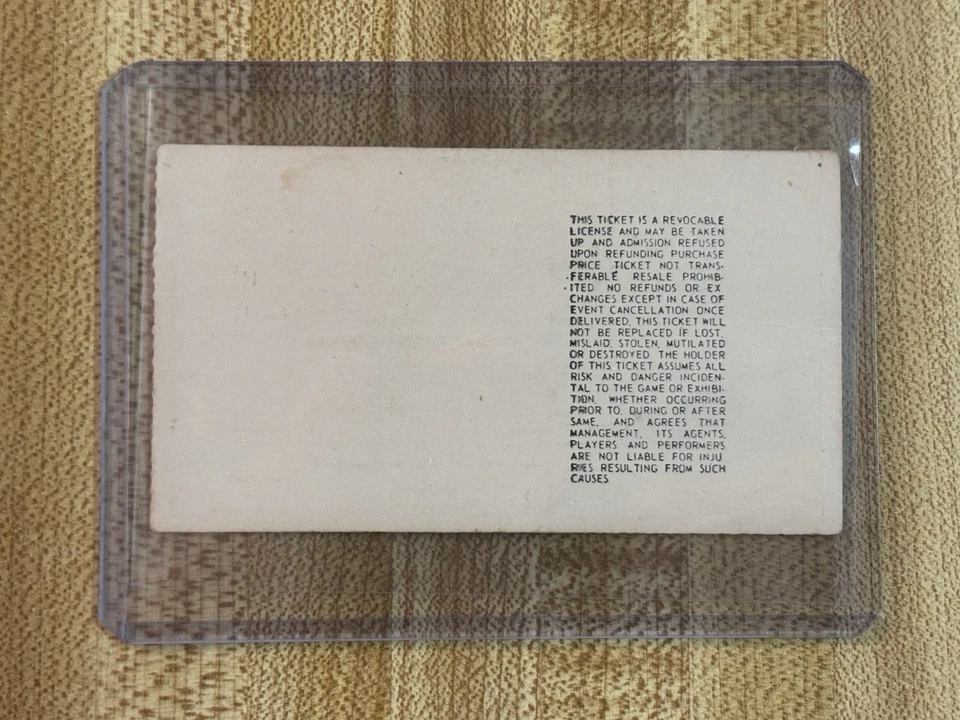 THIS TICKET IS A REVOCABLE
LICENSE AND MAY BE TAKEN
UP AND ADMISSION REFUSED
UPON REFUNDING PURCHASE
PRICE TICKET NOT TRANS-
FERABLE RESALE PROHIB-
ITED NO REFUNDS OR EX
CHANGES EXCEPT IN CASE OF
EVENT CANCELLATION ONCE
DELIVERED, THIS TICKET WILL
NOT BE REPLACED IF LOST,
MISLAID, STOLEN, MUTILATED
OR DESTROYED THE HOLDER
OF THIS TICKET ASSUMES ALL
RISK AND DANGER INCIDEN-
TAL TO THE GAME OR EXHIBI-
TION, WHETHER OCCURRING
PRIOR TO, DURING OR AFTER
SAME, AND AGREES THAT
MANAGEMENT, ITS AGENTS,
PLAYERS AND PERFORMERS
ARE NOT LIABLE FOR INJU
RIES RESULTING FROM SUCH
CAUSES